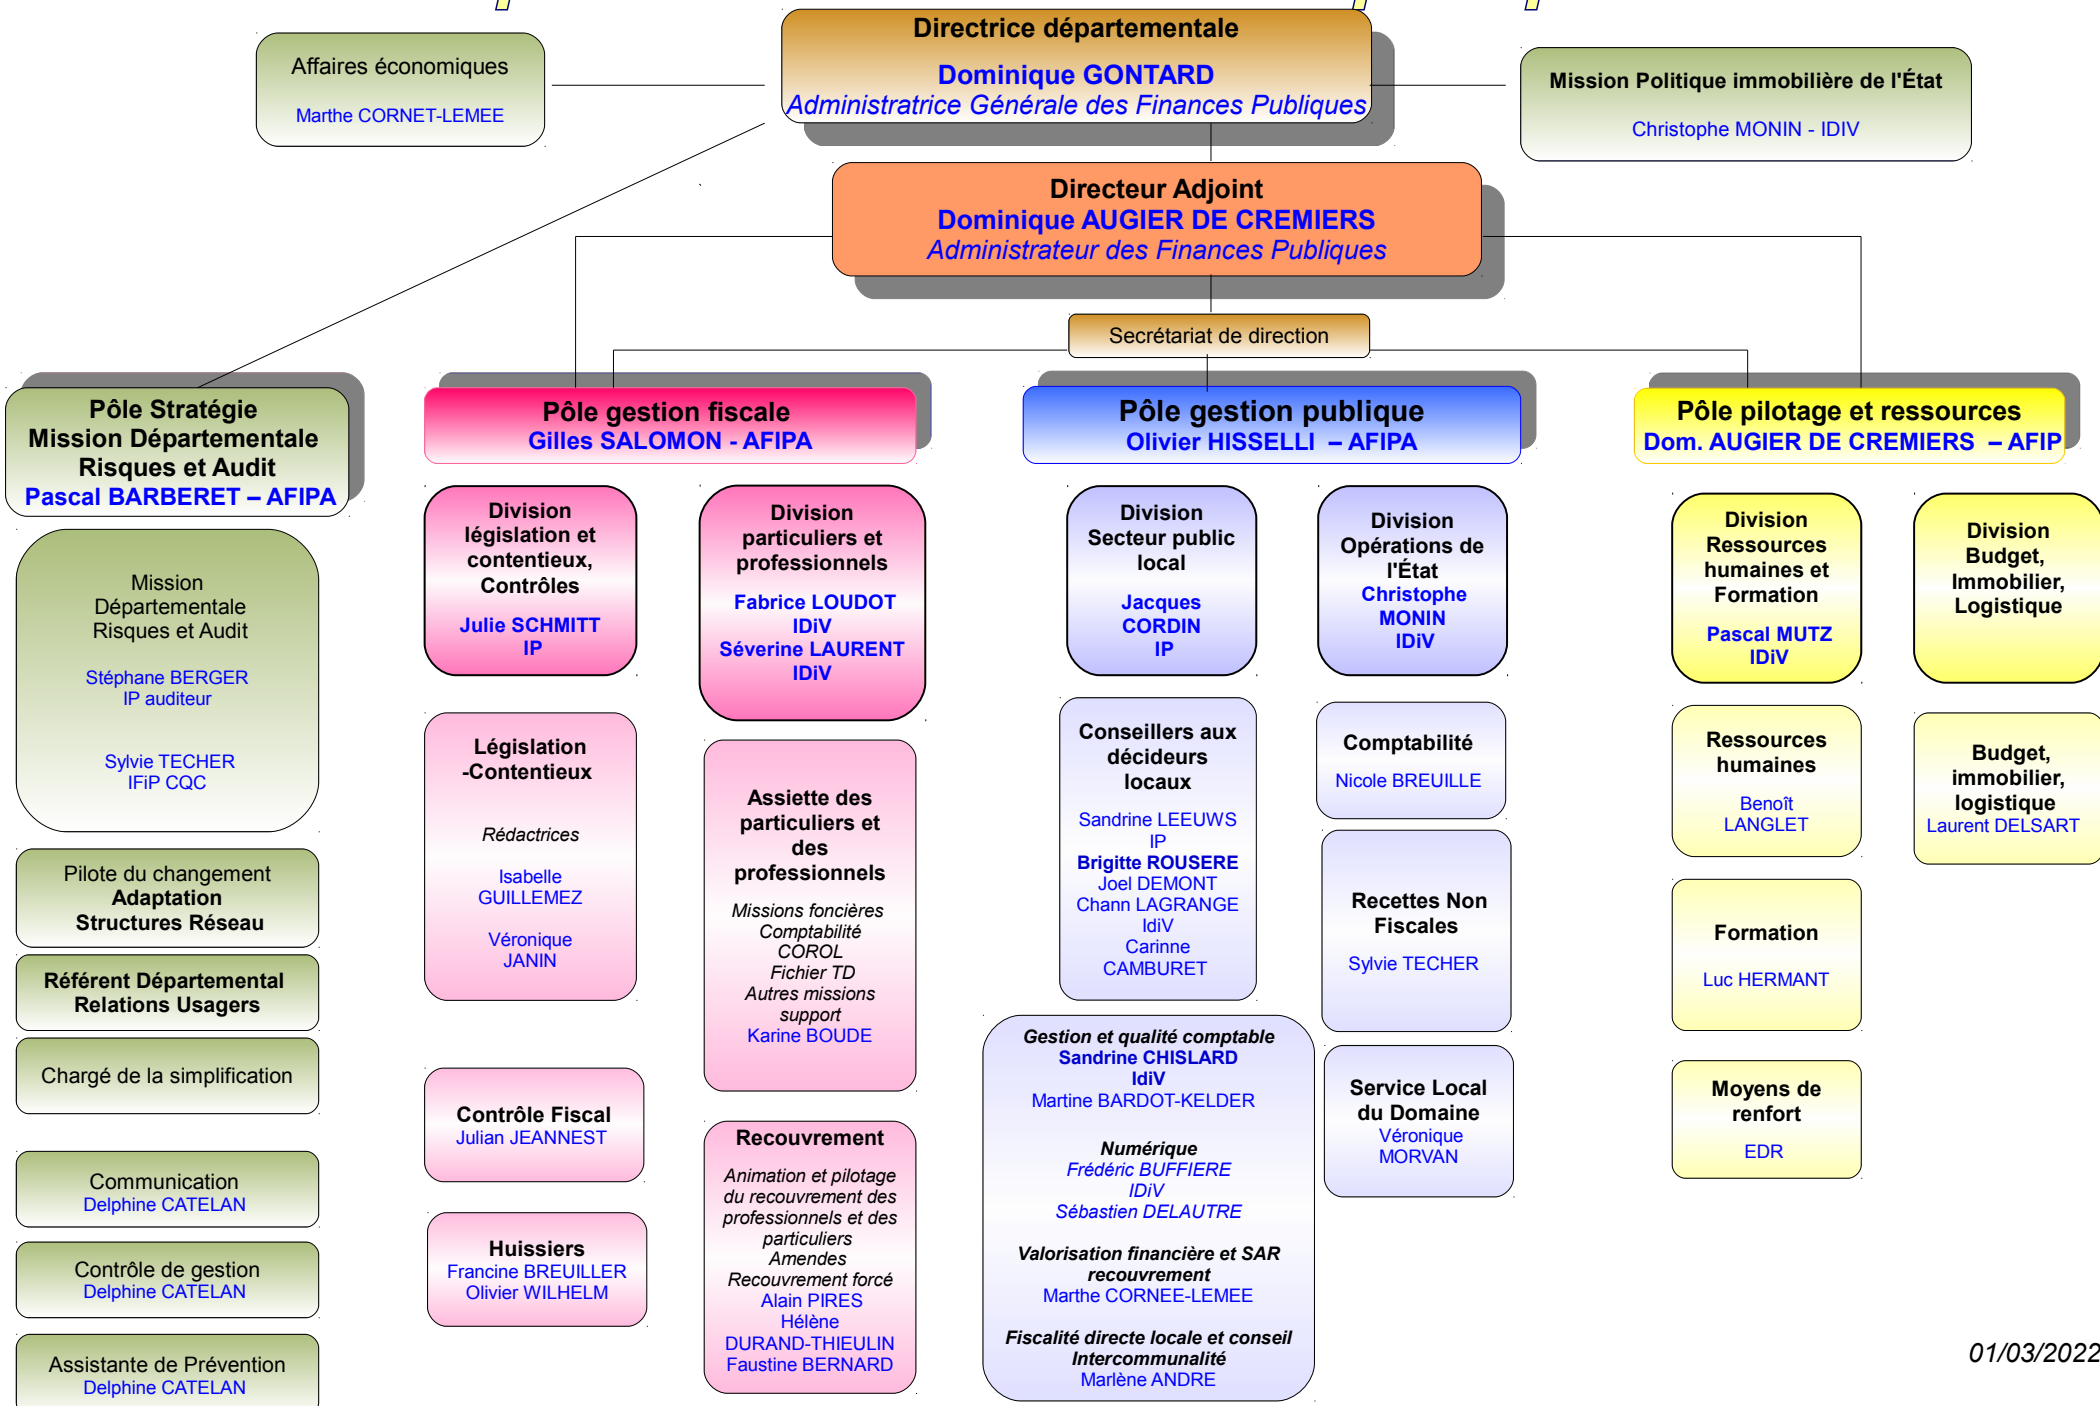 Directrice départementale
Dominique GONTARD
Administratrice Générale des Finances Publiques
Affaires économiques
Marthe CORNET-LEMEE
Mission Politique immobilière de l'État
Christophe MONIN - IDIV
Directeur Adjoint
Dominique AUGIER DE CREMIERS
Administrateur des Finances Publiques
Secrétariat de direction
Pôle Stratégie
Mission Départementale
Risques et Audit
Pascal BARBERET – AFIPA
Mission
Départementale
Risques et Audit
Stéphane BERGER
IP auditeur
Sylvie TECHER
IFiP CQC
Pilote du changement
Adaptation
Structures Réseau
Référent Départemental
Relations Usagers
Chargé de la simplification
Communication
Delphine CATELAN
Contrôle de gestion
Delphine CATELAN
Assistante de Prévention
Delphine CATELAN
Pôle gestion fiscale
Gilles SALOMON - AFIPA
Division
législation et
contentieux,
Contrôles
Julie SCHMITT
IP
Législation
-Contentieux
Rédactrices
Isabelle
GUILLEMEZ
Véronique
JANIN
Contrôle Fiscal
Julian JEANNEST
Huissiers
Francine BREUILLER
Olivier WILHELM
Division
particuliers et
professionnels
Fabrice LOUDOT
IDiV
Séverine LAURENT
IDiV
Assiette des
particuliers et
des
professionnels
Missions foncières
Comptabilité
COROL
Fichier TD
Autres missions
support
Karine BOUDE
Recouvrement
Animation et pilotage
du recouvrement des
professionnels et des
particuliers
Amendes
Recouvrement forcé
Alain PIRES
Hélène
DURAND-THIEULIN
Faustine BERNARD
Pôle gestion publique
Olivier HISSELLI – AFIPA
Division
Secteur public
local
Jacques
CORDIN
IP
Conseillers aux
décideurs
locaux
Sandrine LEEUWS
IP
Brigitte ROUSERE
Joel DEMONT
Chann LAGRANGE
IdiV
Carinne
CAMBURET
Gestion et qualité comptable
Sandrine CHISLARD
IdiV
Martine BARDOT-KELDER
Numérique
Frédéric BUFFIERE
IDiV
Sébastien DELAUTRE
Valorisation financière et SAR
recouvrement
Marthe CORNEE-LEMEE
Fiscalité directe locale et conseil
Intercommunalité
Marlène ANDRE
Division
Opérations de
l'État
Christophe
MONIN
IDiV
Comptabilité
Nicole BREUILLE
Recettes Non
Fiscales
Sylvie TECHER
Service Local
du Domaine
Véronique
MORVAN
Pôle pilotage et ressources
Dom. AUGIER DE CREMIERS – AFIP
Division
Ressources
humaines et
Formation
Pascal MUTZ
IDiV
Ressources
humaines
Benoît
LANGLET
Formation
Luc HERMANT
Moyens de
renfort
EDR
Division
Budget,
Immobilier,
Logistique
Budget,
immobilier,
logistique
Laurent DELSART
01/03/2022